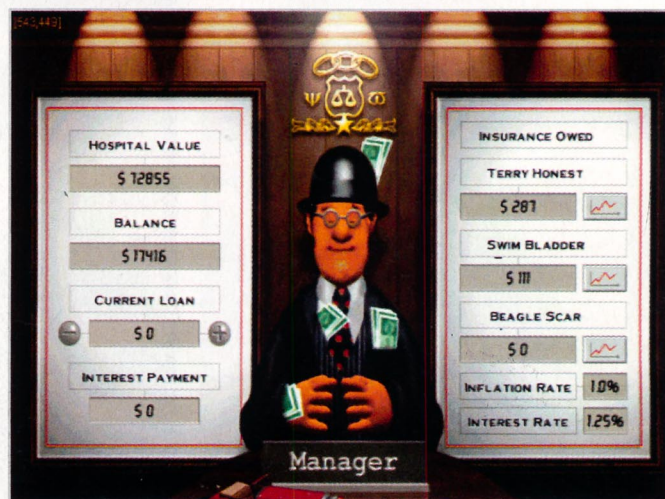 [543,449]
HOSPITAL VALUE
$ 72855
BALANCE
$ 17416
CURRENT LOAN
$ 0
INTEREST PAYMENT
$ 0
INSURANCE OWED
TERRY HONEST
$ 287
SWIM BLADDER
$ 111
BEAGLE SCAR
$ 0
INFLATION RATE 1.0%
INTEREST RATE 1.25%
Manager